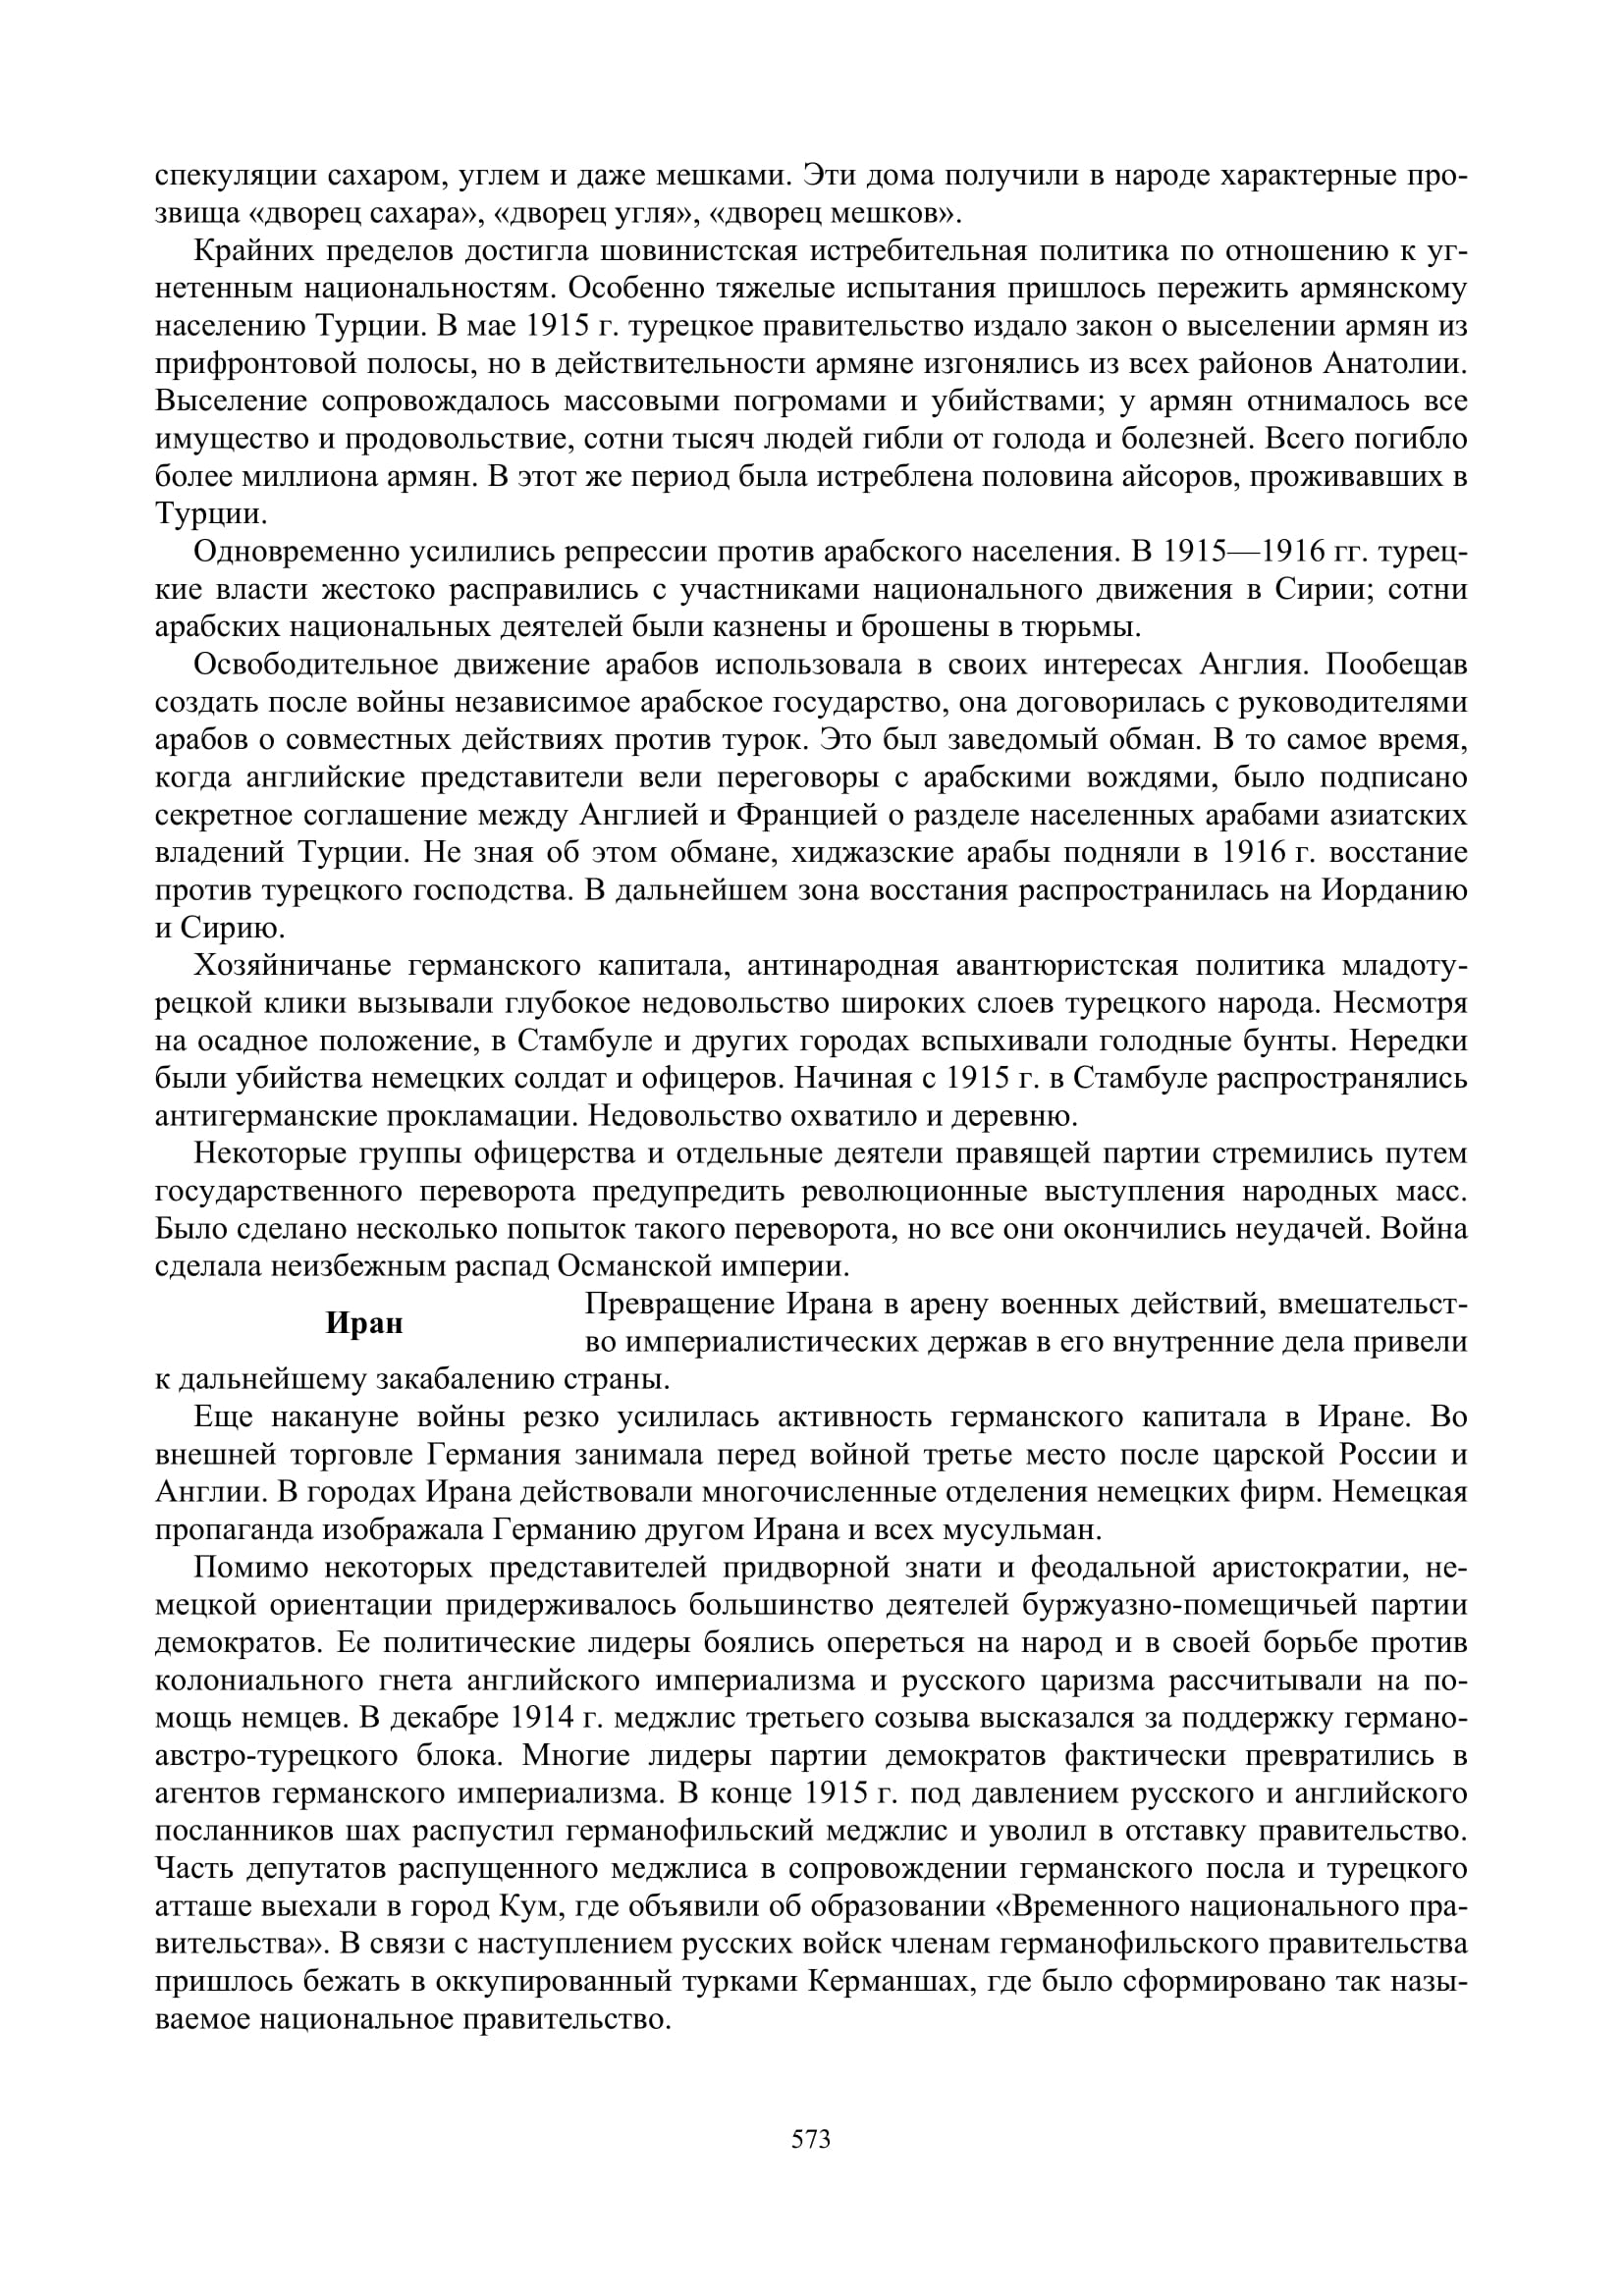 спекуляции сахаром, углем и даже мешками. Эти дома получили в народе характерные про-
звища «дворец сахара», «дворец угля», «дворец мешков».
Крайних пределов достигла шовинистская истребительная политика по отношению к уг-
нетенным национальностям. Особенно тяжелые испытания пришлось пережить армянскому
населению Турции. В мае 1915 г. турецкое правительство издало закон о выселении армян из
прифронтовой полосы, но в действительности армяне изгонялись из всех районов Анатолии.
Выселение сопровождалось массовыми погромами и убийствами; у армян отнималось все
имущество и продовольствие, сотни тысяч людей гибли от голода и болезней. Всего погибло
более миллиона армян. В этот же период была истреблена половина айсоров, проживавших в
Турции.
Одновременно усилились репрессии против арабского населения. В 1915—1916 гг. турец-
кие власти жестоко расправились с участниками национального движения в Сирии; сотни
арабских национальных деятелей были казнены и брошены в тюрьмы.
Освободительное движение арабов использовала в своих интересах Англия. Пообещав
создать после войны независимое арабское государство, она договорилась с руководителями
арабов о совместных действиях против турок. Это был заведомый обман. В то самое время,
когда английские представители вели переговоры с арабскими вождями, было подписано
секретное соглашение между Англией и Францией о разделе населенных арабами азиатских
владений Турции. Не зная об этом обмане, хиджазские арабы подняли в 1916 г. восстание
против турецкого господства. В дальнейшем зона восстания распространилась на Иорданию
и Сирию.
Хозяйничанье германского капитала, антинародная авантюристская политика младоту-
рецкой клики вызывали глубокое недовольство широких слоев турецкого народа. Несмотря
на осадное положение, в Стамбуле и других городах вспыхивали голодные бунты. Нередки
были убийства немецких солдат и офицеров. Начиная с 1915 г. в Стамбуле распространялись
антигерманские прокламации. Недовольство охватило и деревню.
Некоторые группы офицерства и отдельные деятели правящей партии стремились путем
государственного переворота предупредить революционные выступления народных масс.
Было сделано несколько попыток такого переворота, но все они окончились неудачей. Война
сделала неизбежным распад Османской империи.
Иран
Превращение Ирана в арену военных действий, вмешательст-
во империалистических держав в его внутренние дела привели
к дальнейшему закабалению страны.
Еще накануне войны резко усилилась активность германского капитала в Иране. Во
внешней торговле Германия занимала перед войной третье место после царской России и
Англии. В городах Ирана действовали многочисленные отделения немецких фирм. Немецкая
пропаганда изображала Германию другом Ирана и всех мусульман.
Помимо некоторых представителей придворной знати и феодальной аристократии, не-
мецкой ориентации придерживалось большинство деятелей буржуазно-помещичьей партии
демократов. Ее политические лидеры боялись опереться на народ и в своей борьбе против
колониального гнета английского империализма и русского царизма рассчитывали на по-
мощь немцев. В декабре 1914 г. меджлис третьего созыва высказался за поддержку германо-
австро-турецкого блока. Многие лидеры партии демократов фактически превратились в
агентов германского империализма. В конце 1915 г. под давлением русского и английского
посланников шах распустил германофильский меджлис и уволил в отставку правительство.
Часть депутатов распущенного меджлиса в сопровождении германского посла и турецкого
атташе выехали в город Кум, где объявили об образовании «Временного национального пра-
вительства». В связи с наступлением русских войск членам германофильского правительства
пришлось бежать в оккупированный турками Керманшах, где было сформировано так назы-
ваемое национальное правительство.
573